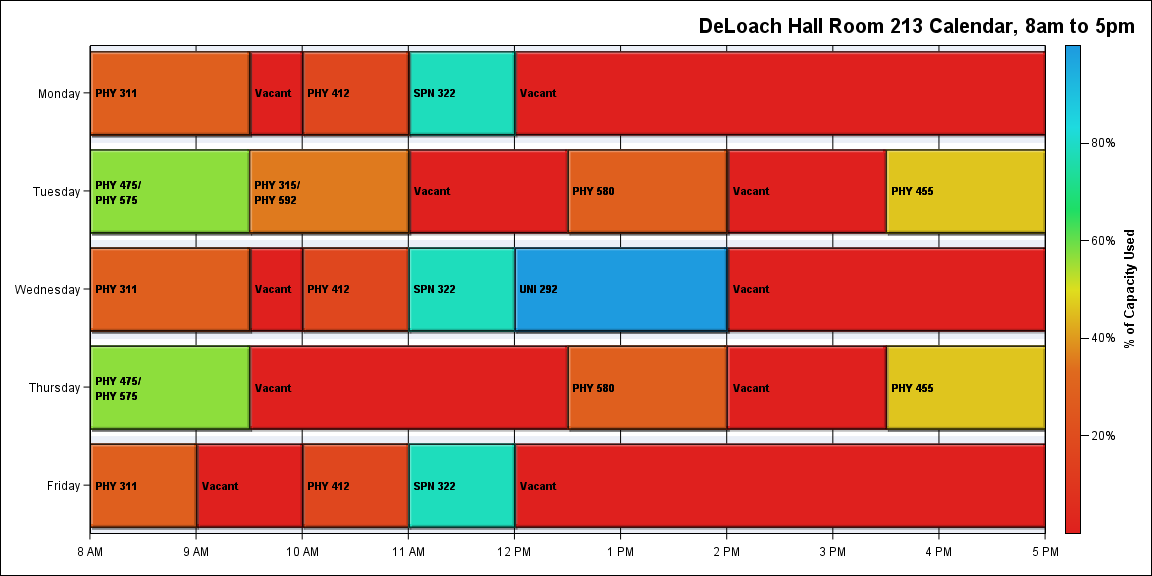 DeLoach Hall Room 213 Calendar, 8am to 5pm
Monday
PHY 311
Vacant
PHY 412
SPN 322
Vacant
Tuesday
PHY 475/
PHY 575
PHY 315/
PHY 592
Vacant
PHY 580
Vacant
PHY 455
Wednesday
PHY 311
Vacant
PHY 412
SPN 322
UNI 292
Vacant
Thursday
PHY 475/
PHY 575
Vacant
PHY 580
Vacant
PHY 455
Friday
PHY 311
Vacant
PHY 412
SPN 322
Vacant
8 AM
9 AM
10 AM
11 AM
12 PM
1 PM
2 PM
3 PM
4 PM
5 PM
80%
60%
40%
20%
% of Capacity Used